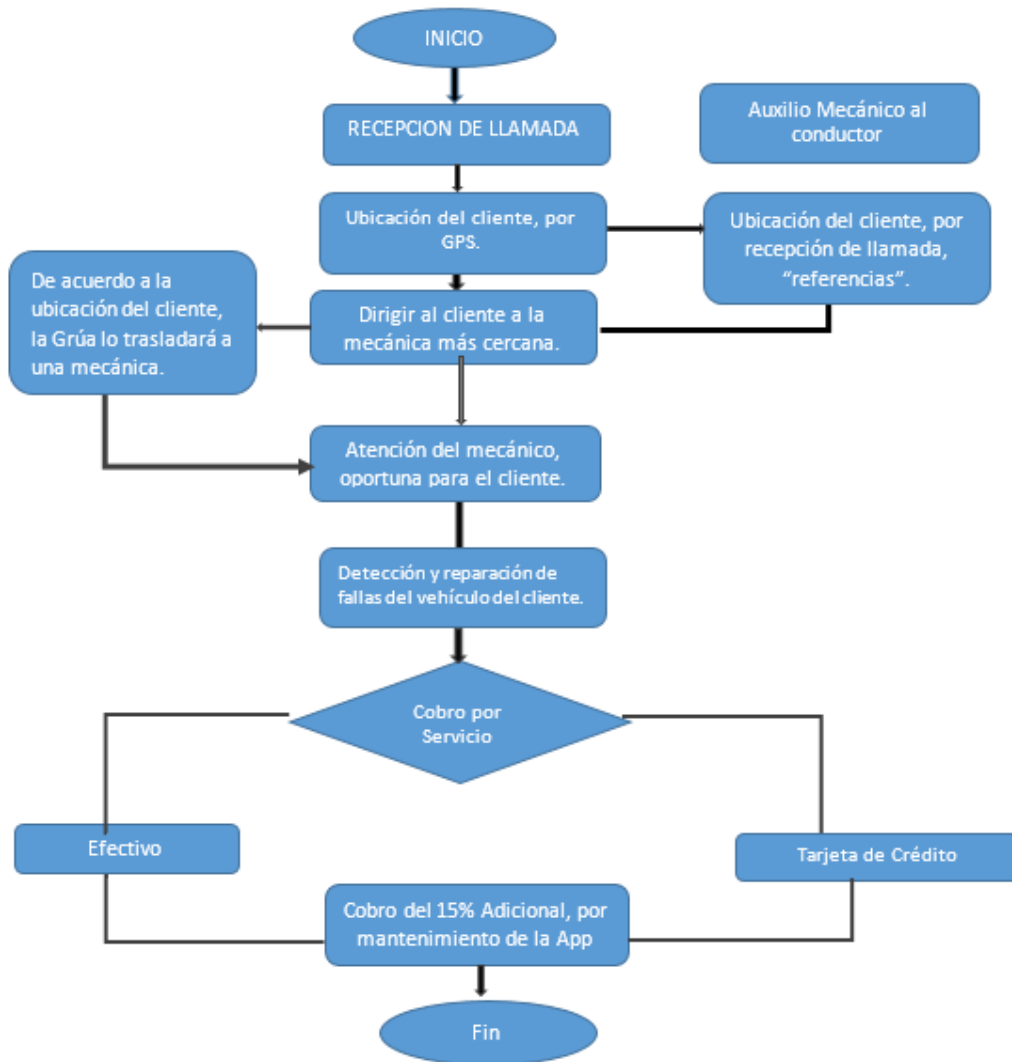 INICIO
RECEPCION DE LLAMADA
Auxilio Mecánico al
conductor
Ubicación del cliente, por
GPS.
Ubicación del cliente, por
recepción de llamada,
“referencias”.
De acuerdo a la
ubicación del cliente,
la Grúa lo trasladará a
una mecánica.
Dirigir al cliente a la
mecánica más cercana.
Atención del mecánico,
oportuna para el cliente.
Detección y reparación de
fallas del vehículo del cliente.
Cobro por
Servicio
Efectivo
Tarjeta de Crédito
Cobro del 15% Adicional, por
mantenimiento de la App
Fin